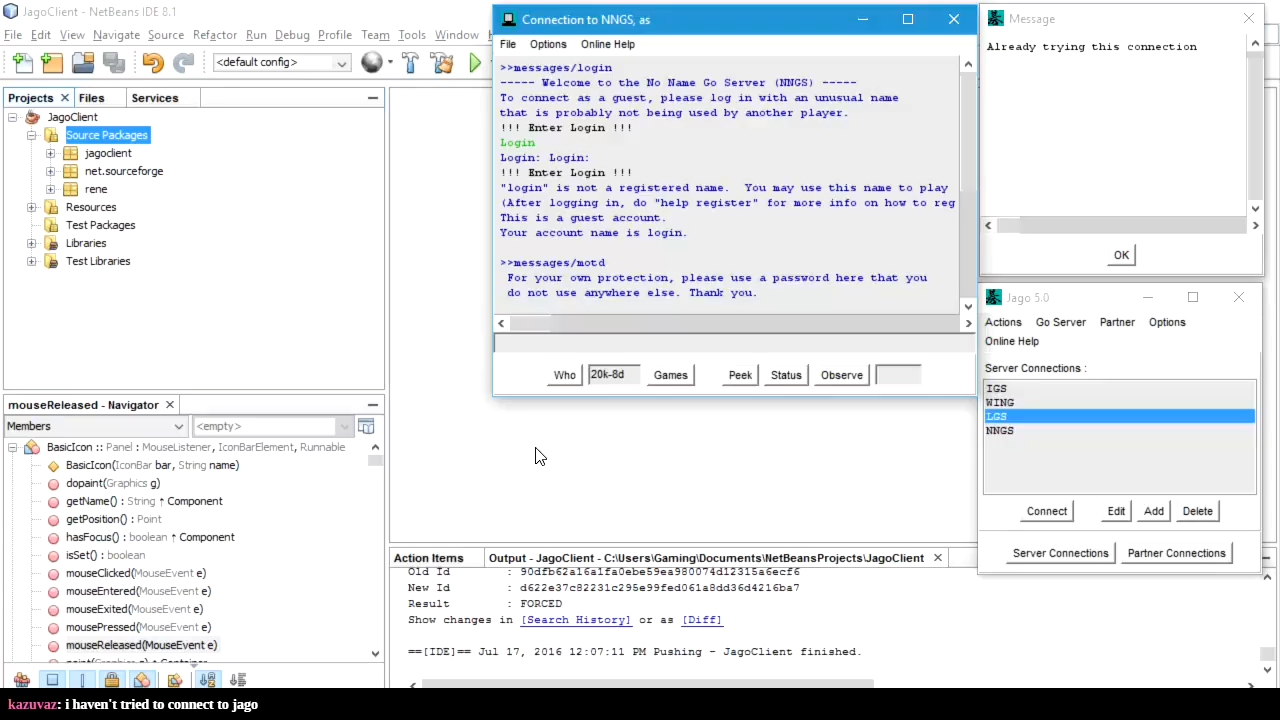 JagoClient - NetBeans IDE 8.1
File Edit View Navigate Source Refactor Run Debug Profile Team Tools Window
<default config>
Projects
Files
Services
JagoClient
Source Packages
jagoclient
net.sourceforge
rene
Resources
Test Packages
Libraries
Test Libraries
mouseReleased - Navigator
Members
<empty>
BasicIcon :: Panel : MouseListener, IconBarElement, Runnable
BasicIcon(IconBar bar, String name)
dopaint(Graphics g)
getName() : String ↑ Component
getPosition() : Point
hasFocus() : boolean ↑ Component
isSet() : boolean
mouseClicked(MouseEvent e)
mouseEntered(MouseEvent e)
mouseExited(MouseEvent e)
mousePressed(MouseEvent e)
mouseReleased(MouseEvent e)
Connection to NNGS, as
File Options Online Help
>>messages/login
----- Welcome to the No Name Go Server (NNGS) -----
To connect as a guest, please log in with an unusual name
that is probably not being used by another player.
!!! Enter Login !!!
Login
Login: Login:
!!! Enter Login !!!
"login" is not a registered name.  You may use this name to play
(After logging in, do "help register" for more info on how to reg
This is a guest account.
Your account name is login.
>>messages/motd
For your own protection, please use a password here that you
do not use anywhere else. Thank you.
Who 20k-8d Games Peek Status Observe
Message
Already trying this connection
OK
Jago 5.0
Actions Go Server Partner Options
Online Help
Server Connections :
IGS
WING
LGS
NNGS
Connect Edit Add Delete
Server Connections Partner Connections
Action Items
Output - JagoClient - C:\Users\Gaming\Documents\NetBeansProjects\JagoClient
Old Id : 90dfb62a16a1fa0ebe59ea980074d12315a6ecf6
New Id : d622e37c82231c295e99fed061a8dd36d4216ba7
Result : FORCED
Show changes in [Search History] or as [Diff]
==[IDE]== Jul 17, 2016 12:07:11 PM Pushing - JagoClient finished.
kazuvaz: i haven't tried to connect to jago